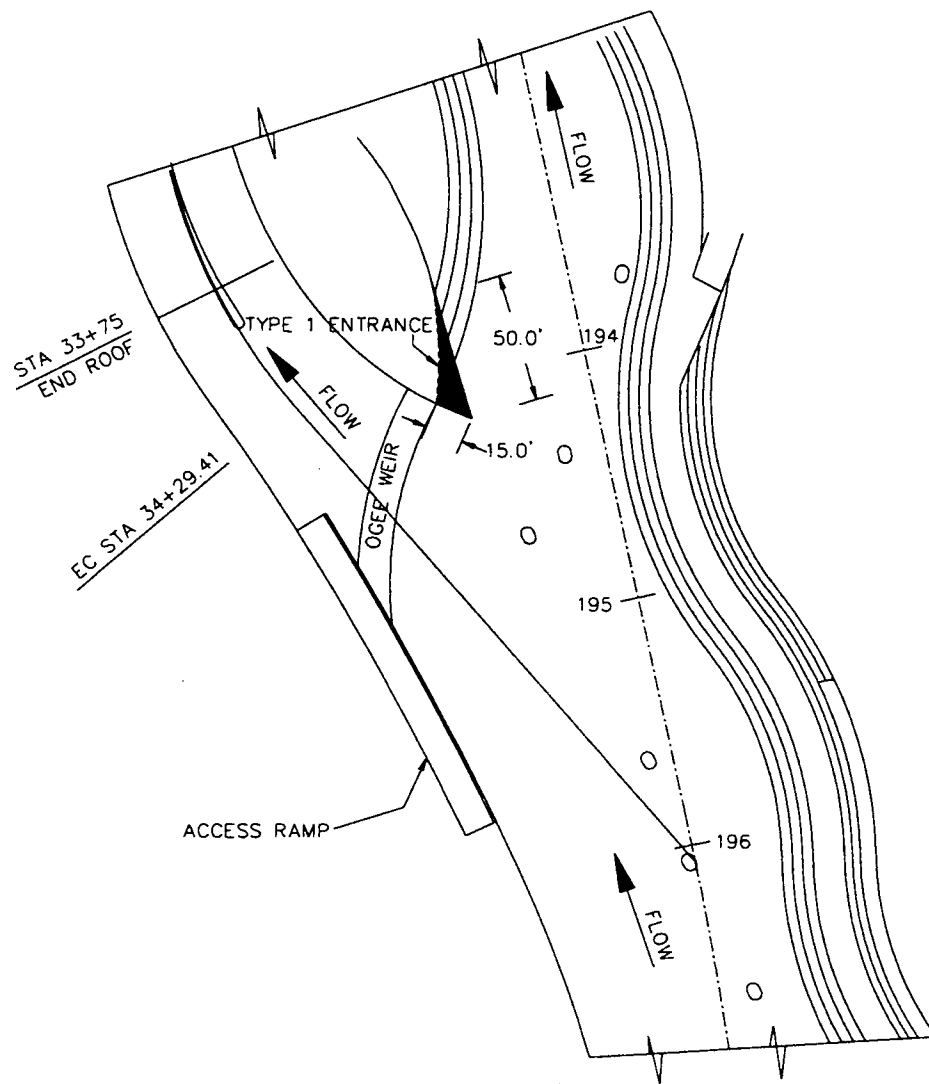 FLOW
TYPE 1 ENTRANCE
50.0'
194
STA 33+75
END ROOF
FLOW
15.0'
OGEE WEIR
EC STA 34+29.41
195
ACCESS RAMP
196
FLOW